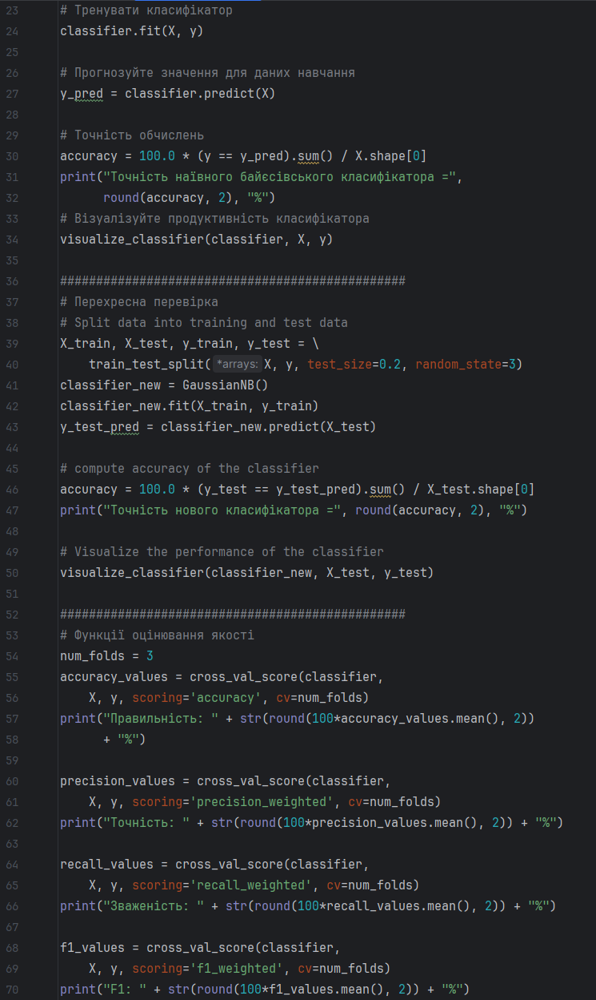 23 # Тренувати класифікатор
24 classifier.fit(X, y)
25
26 # Прогнозуйте значення для даних навчання
27 y_pred = classifier.predict(X)
28
29 # Точність обчислень
30 accuracy = 100.0 * (y == y_pred).sum() / X.shape[0]
31 print("Точність наївного байєсівського класифікатора =",
32       round(accuracy, 2), "%")
33 # Візуалізуйте продуктивність класифікатора
34 visualize_classifier(classifier, X, y)
35
36 ################################################
37 # Перехресна перевірка
38 # Split data into training and test data
39 X_train, X_test, y_train, y_test = \
40     train_test_split( *arrays: X, y, test_size=0.2, random_state=3)
41 classifier_new = GaussianNB()
42 classifier_new.fit(X_train, y_train)
43 y_test_pred = classifier_new.predict(X_test)
44
45 # compute accuracy of the classifier
46 accuracy = 100.0 * (y_test == y_test_pred).sum() / X_test.shape[0]
47 print("Точність нового класифікатора =", round(accuracy, 2), "%")
48
49 # Visualize the performance of the classifier
50 visualize_classifier(classifier_new, X_test, y_test)
51
52 ################################################
53 # Функції оцінювання якості
54 num_folds = 3
55 accuracy_values = cross_val_score(classifier,
56     X, y, scoring='accuracy', cv=num_folds)
57 print("Правильність: " + str(round(100*accuracy_values.mean(), 2))
58       + "%")
59
60 precision_values = cross_val_score(classifier,
61     X, y, scoring='precision_weighted', cv=num_folds)
62 print("Точність: " + str(round(100*precision_values.mean(), 2)) + "%")
63
64 recall_values = cross_val_score(classifier,
65     X, y, scoring='recall_weighted', cv=num_folds)
66 print("Зваженість: " + str(round(100*recall_values.mean(), 2)) + "%")
67
68 f1_values = cross_val_score(classifier,
69     X, y, scoring='f1_weighted', cv=num_folds)
70 print("F1: " + str(round(100*f1_values.mean(), 2)) + "%")